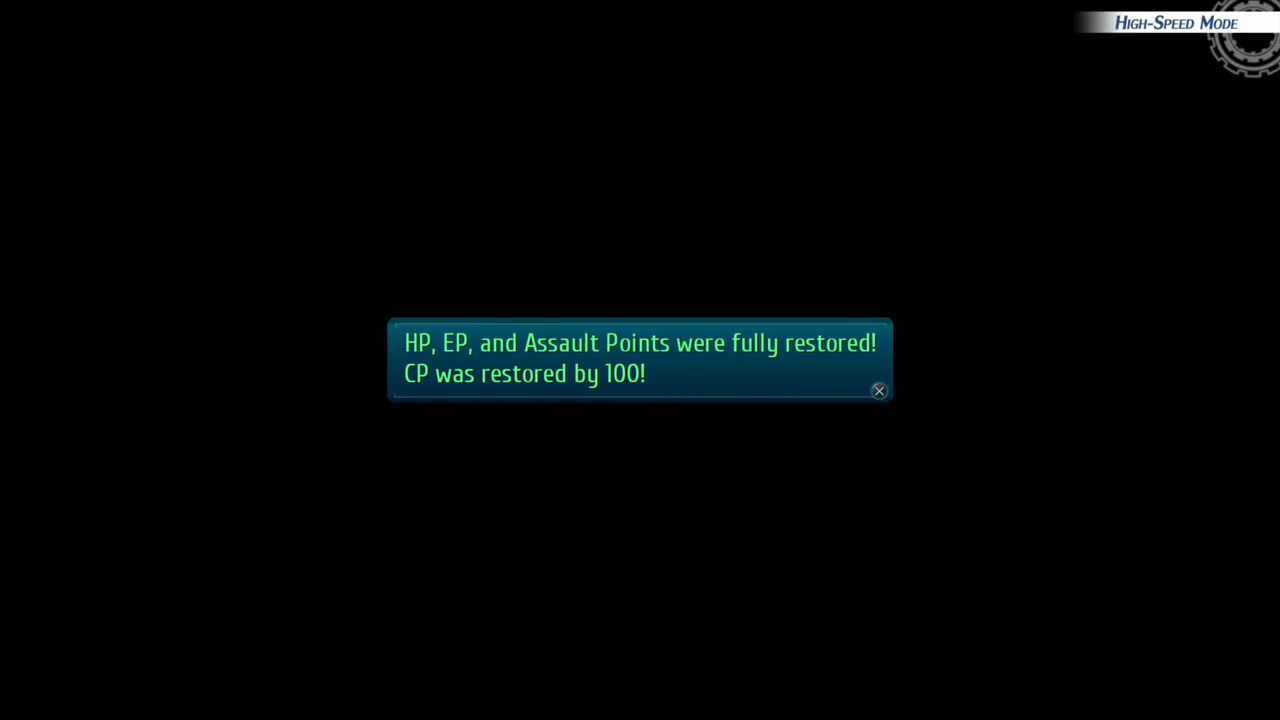 High-Speed Mode
HP, EP, and Assault Points were fully restored!
CP was restored by 100!